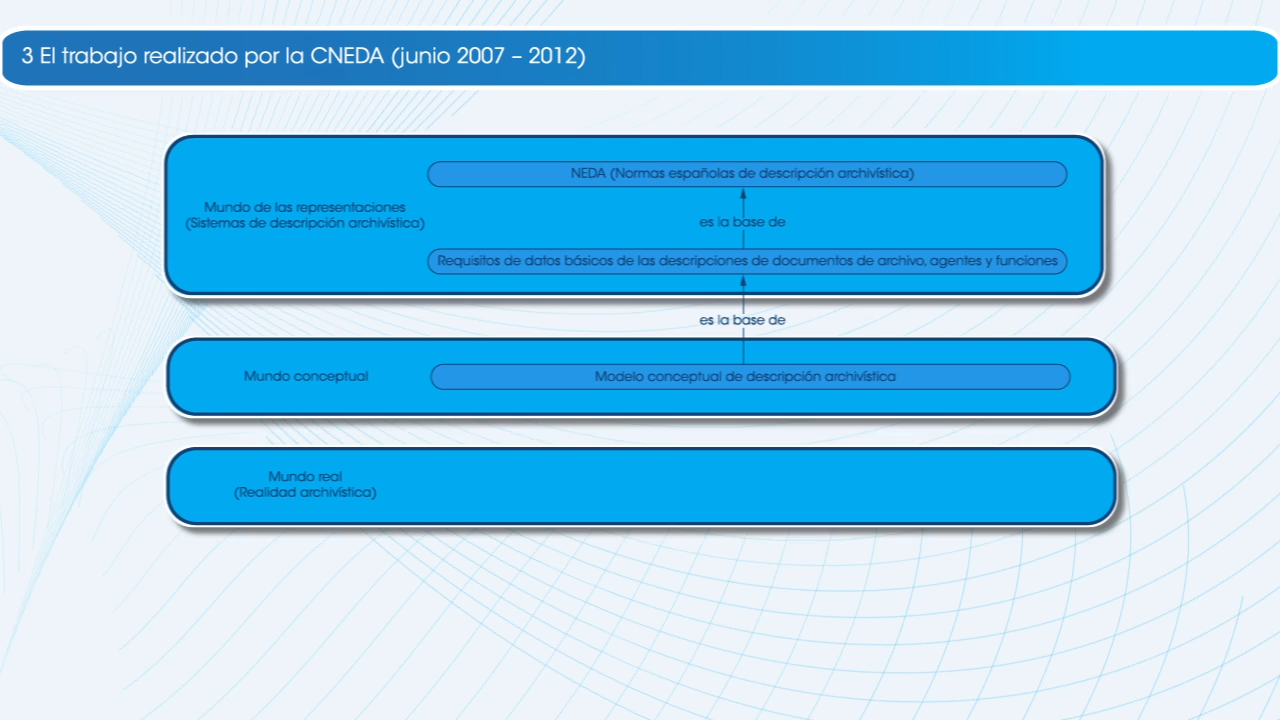 3 El trabajo realizado por la CNEDA (junio 2007 – 2012)
NEDA (Normas españolas de descripción archivística)
Mundo de las representaciones
(Sistemas de descripción archivística)
es la base de
Requisitos de datos básicos de las descripciones de documentos de archivo, agentes y funciones
es la base de
Mundo conceptual
Modelo conceptual de descripción archivística
Mundo real
(Realidad archivística)